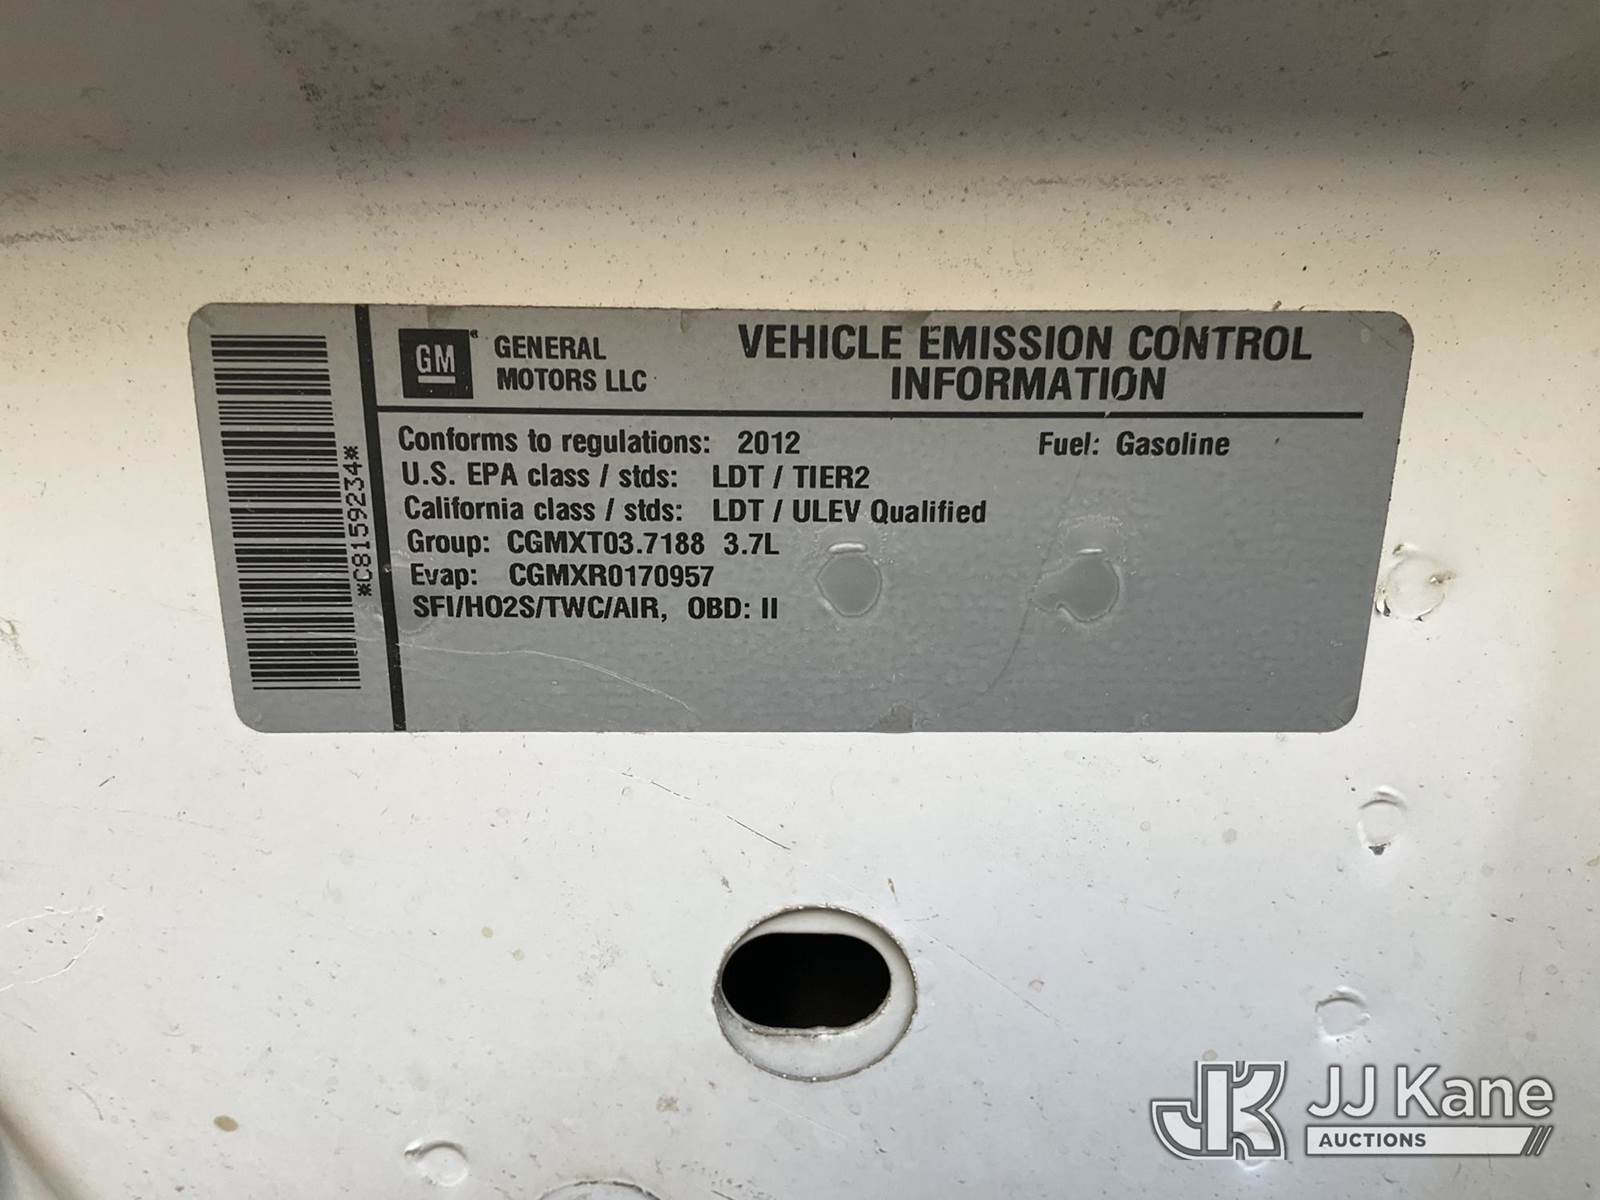 *C8159234*
GM
GENERAL
MOTORS LLC
VEHICLE EMISSION CONTROL
INFORMATION
Conforms to regulations: 2012 Fuel: Gasoline
U.S. EPA class / stds: LDT / TIER2
California class / stds: LDT / ULEV Qualified
Group: CGMXT03.7188 3.7L
Evap: CGMXR0170957
SFI/HO2S/TWC/AIR, OBD: II
JK JJ Kane
AUCTIONS